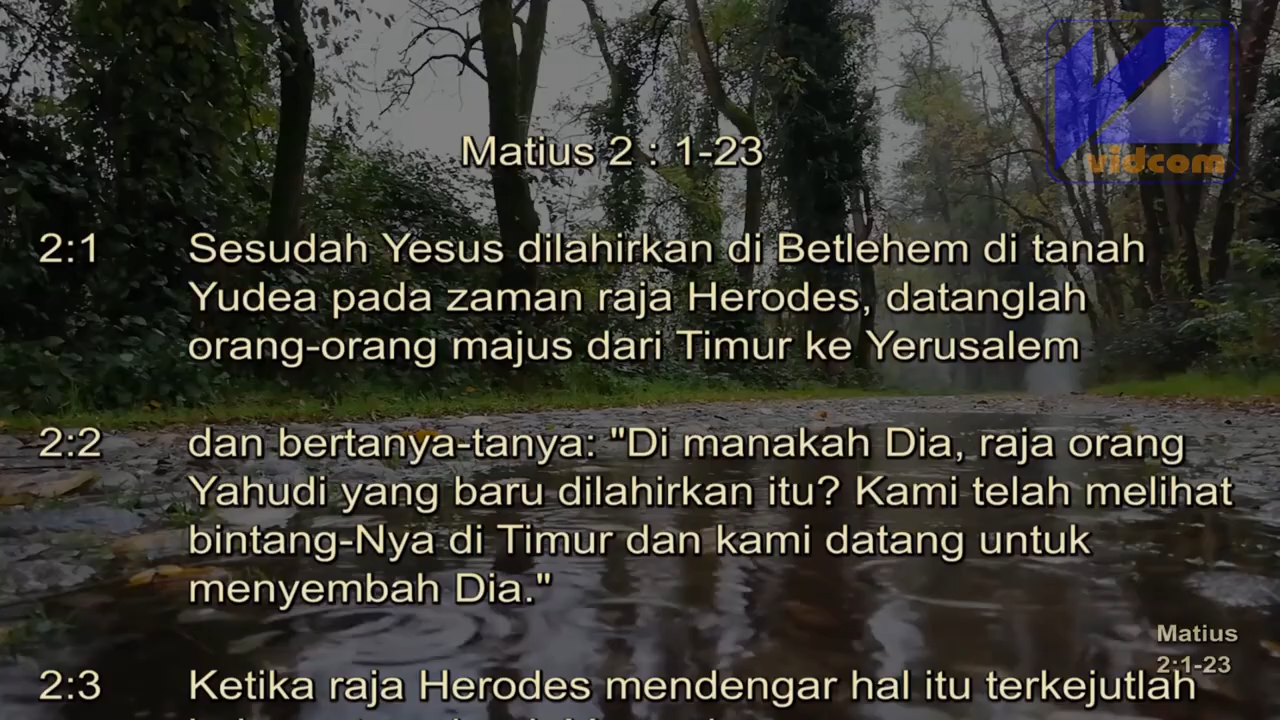 vidcom
Matius 2 : 1-23
2:1 Sesudah Yesus dilahirkan di Betlehem di tanah
Yudea pada zaman raja Herodes, datanglah
orang-orang majus dari Timur ke Yerusalem
2:2 dan bertanya-tanya: "Di manakah Dia, raja orang
Yahudi yang baru dilahirkan itu? Kami telah melihat
bintang-Nya di Timur dan kami datang untuk
menyembah Dia."
Matius
2:1-23
2:3 Ketika raja Herodes mendengar hal itu terkejutlah